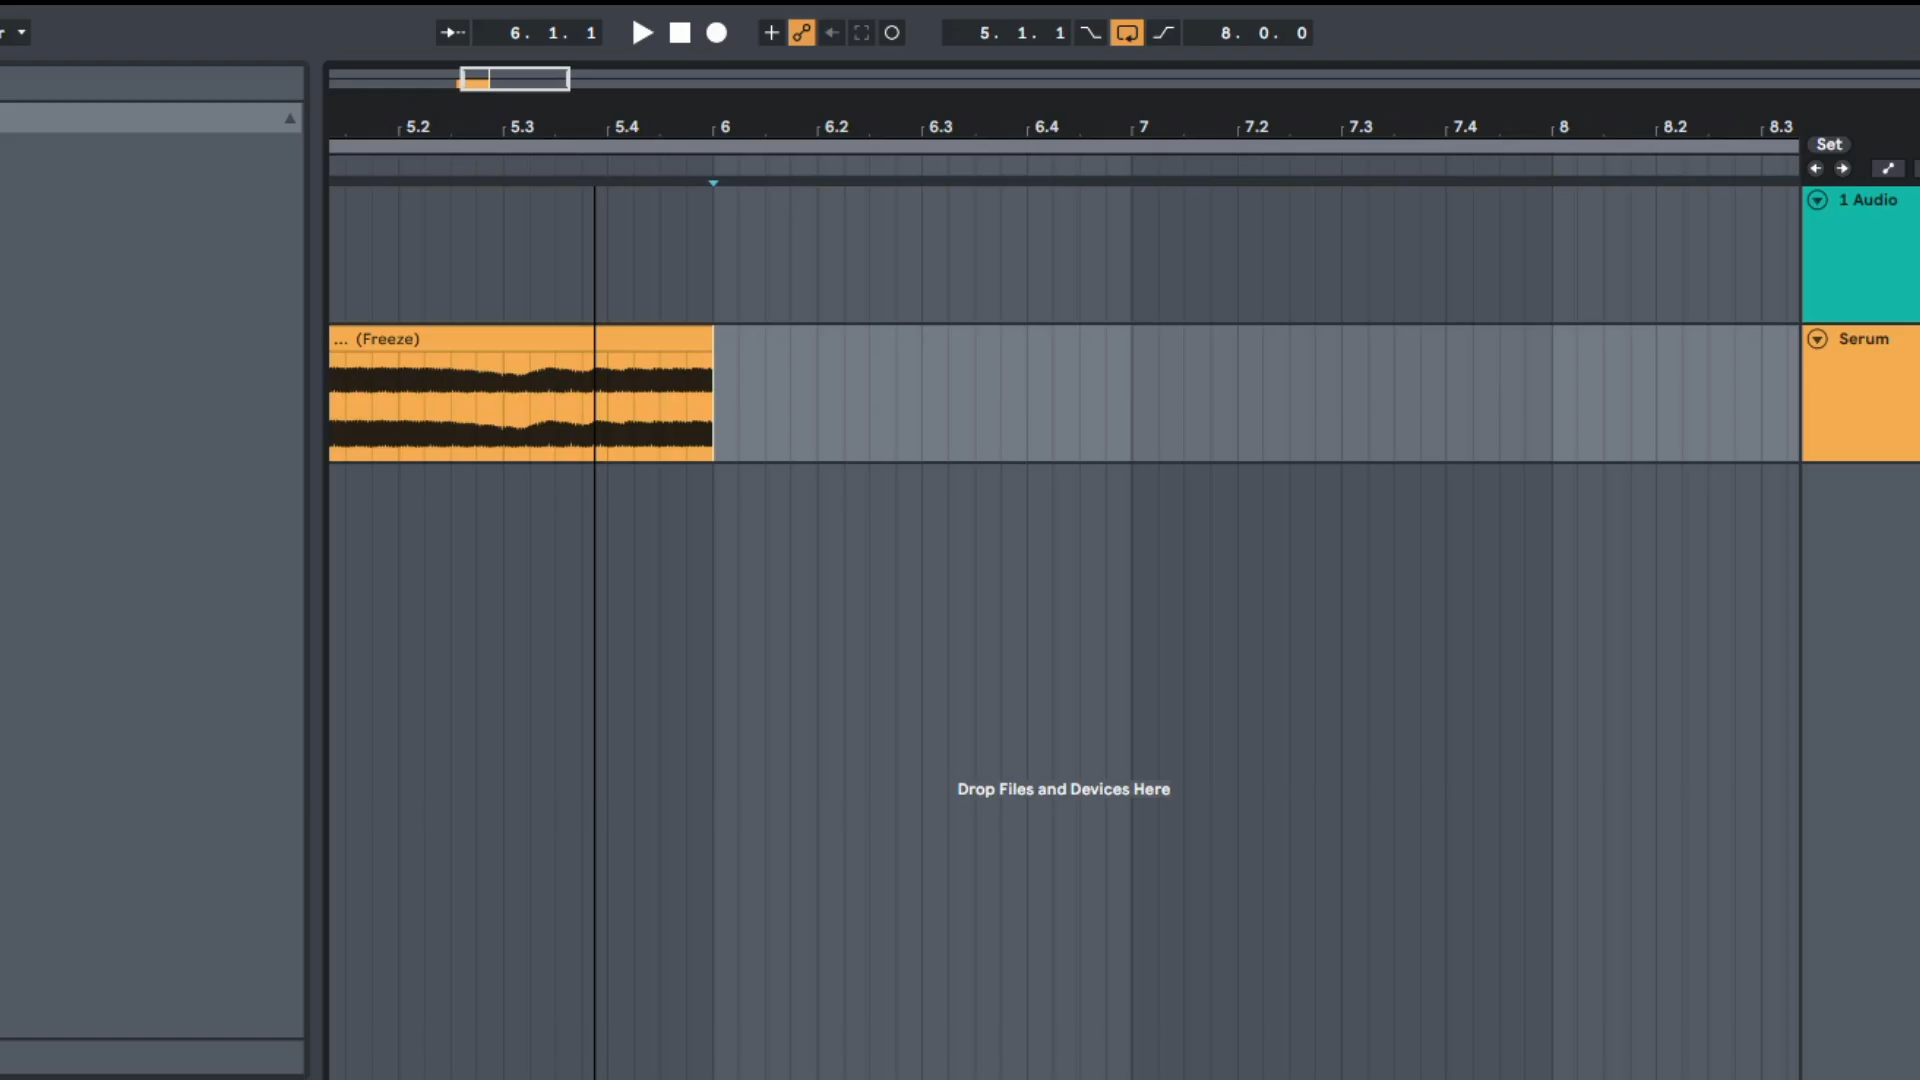 r
6. 1. 1
5. 1. 1
8. 0. 0
5.2 5.3 5.4 6 6.2 6.3 6.4 7 7.2 7.3 7.4 8 8.2 8.3
Set
1 Audio
... (Freeze)
Serum
Drop Files and Devices Here